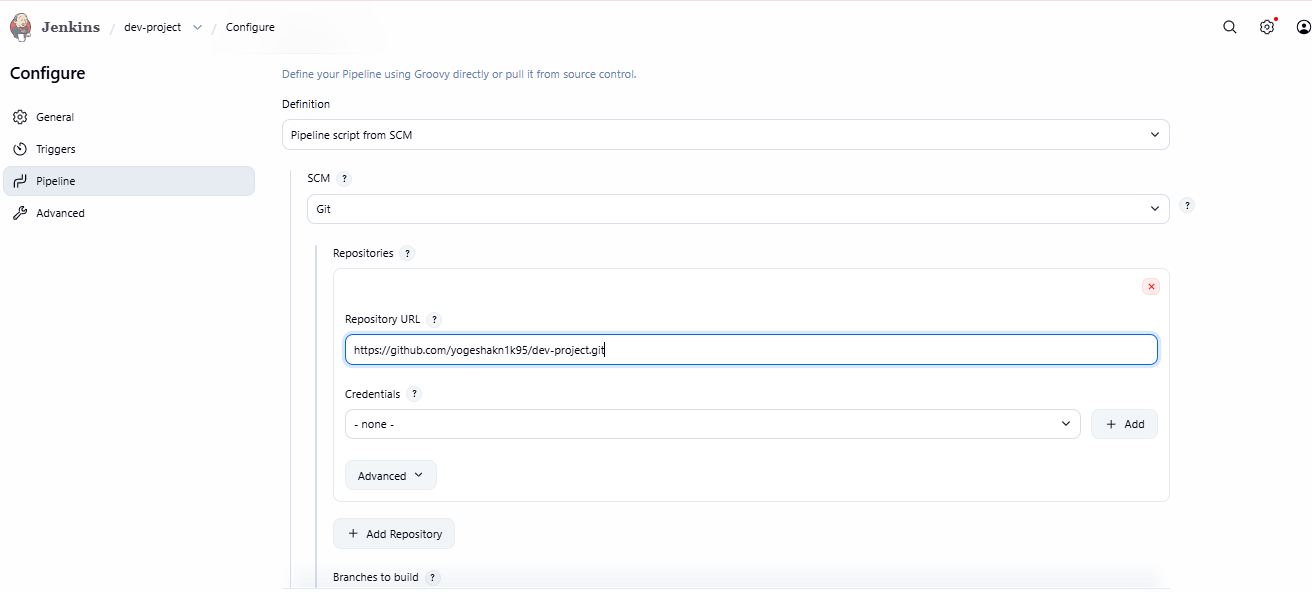 Jenkins / dev-project / Configure
Configure
General
Triggers
Pipeline
Advanced
Define your Pipeline using Groovy directly or pull it from source control.
Definition
Pipeline script from SCM
SCM ?
Git
?
Repositories ?
Repository URL ?
https://github.com/yogeshakn1k95/dev-project.git
Credentials ?
- none -
+ Add
Advanced
+ Add Repository
Branches to build ?